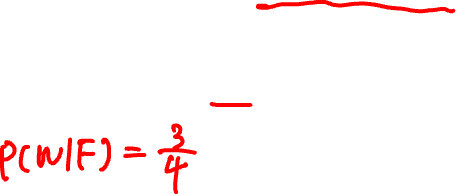 P(W|F) = 3/4